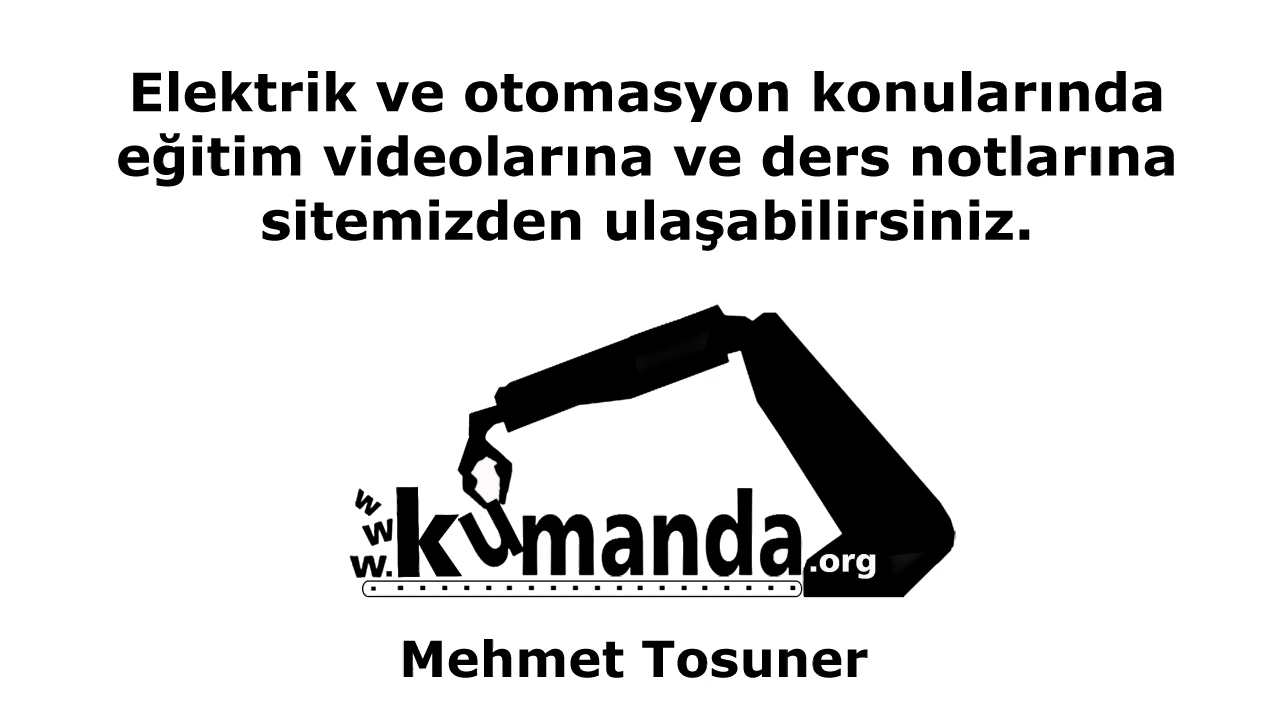 Elektrik ve otomasyon konularında
eğitim videolarına ve ders notlarına
sitemizden ulaşabilirsiniz.
www.kumanda.org
Mehmet Tosuner